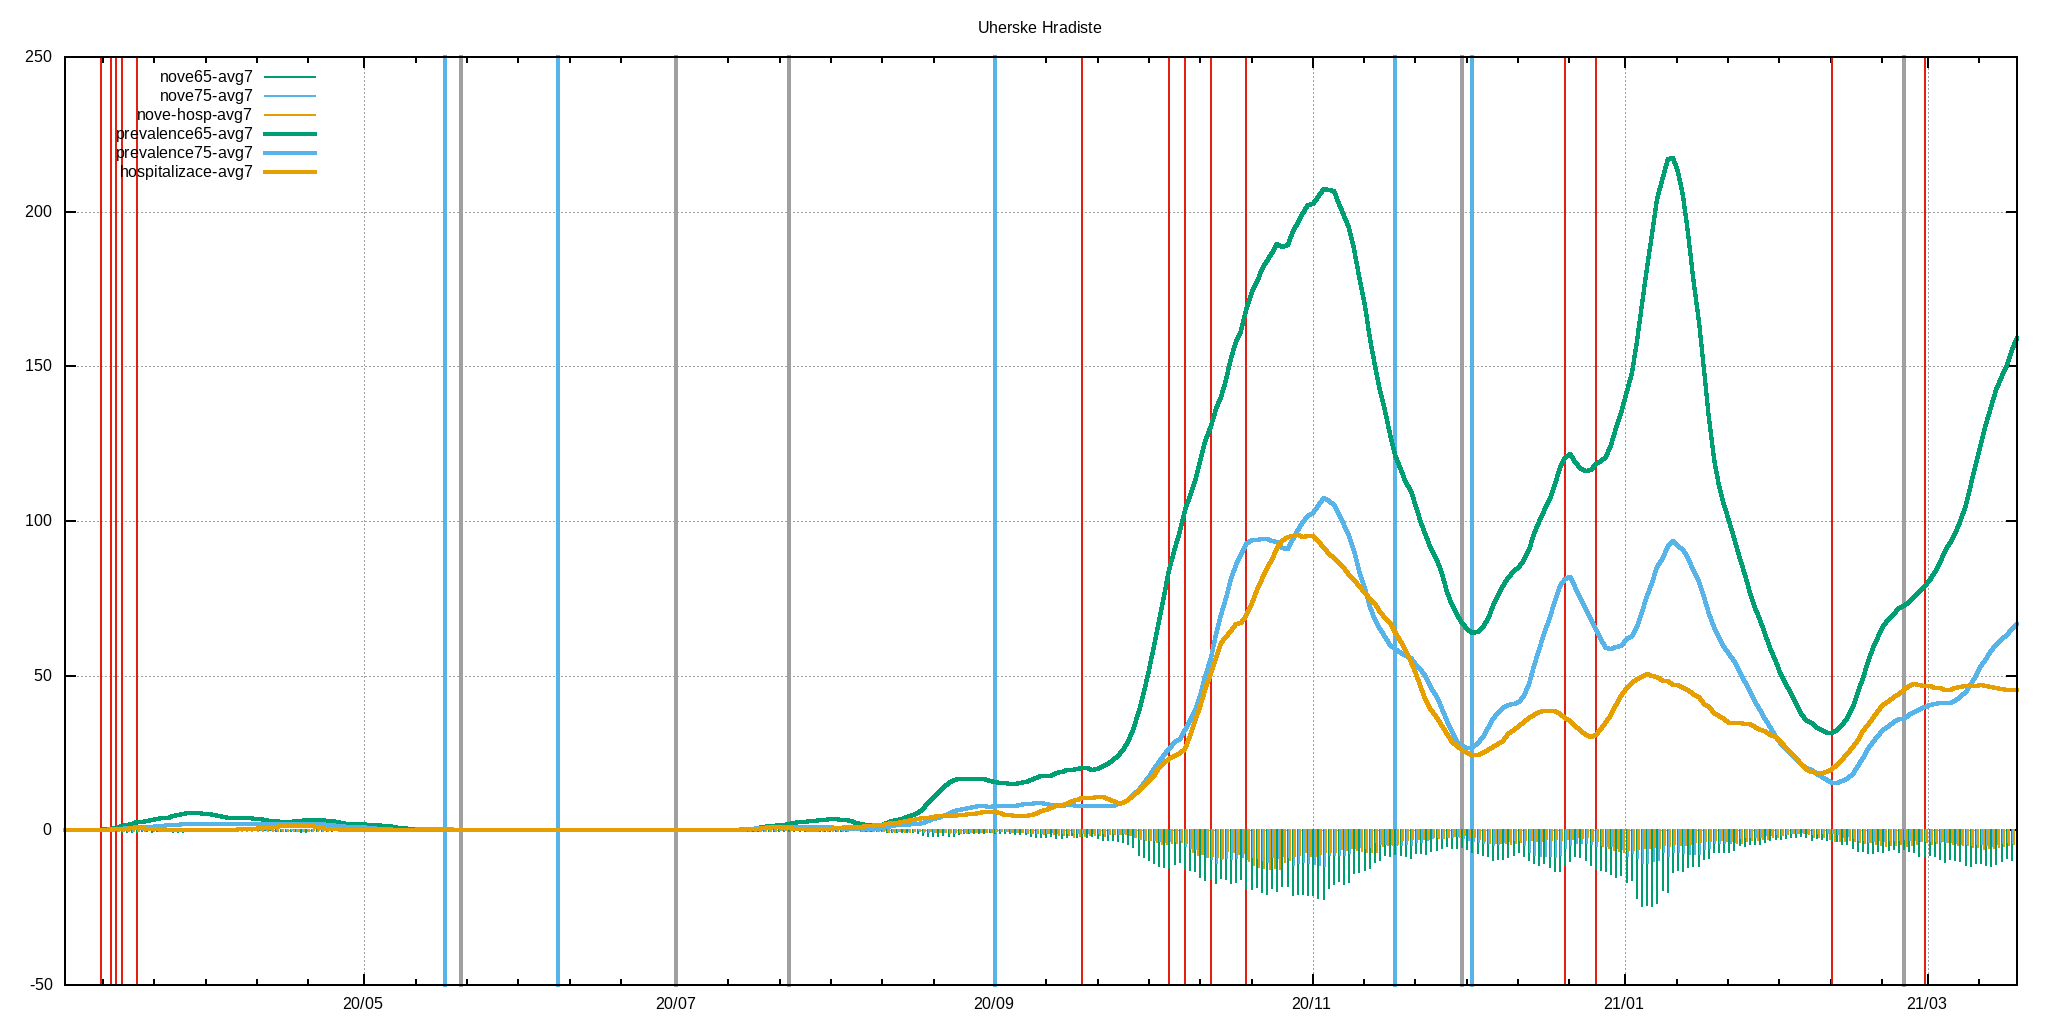 Uherske Hradiste
250
200
150
100
50
0
-50
nove65-avg7
nove75-avg7
nove-hosp-avg7
prevalence65-avg7
prevalence75-avg7
hospitalizace-avg7
20/05
20/07
20/09
20/11
21/01
21/03